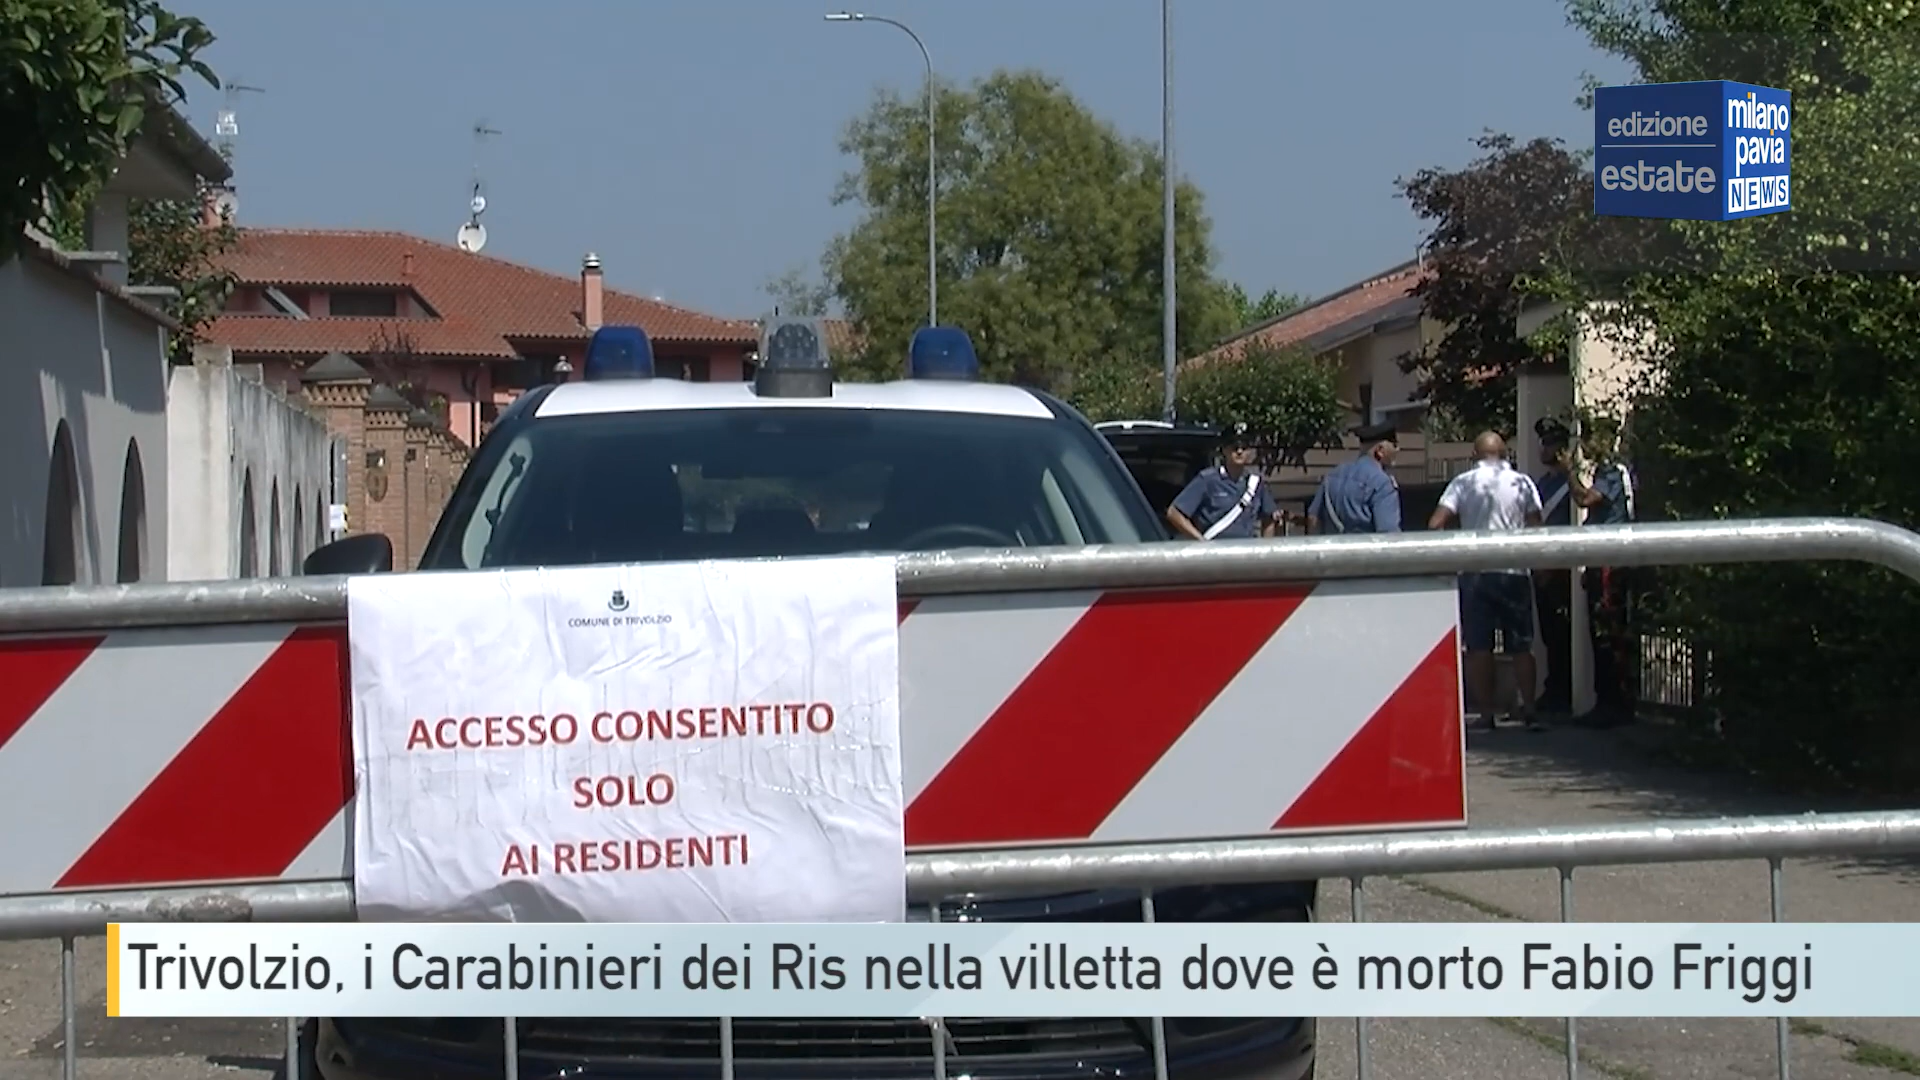 edizione
estate
milano
pavia
NEWS
COMUNE DI TRIVOLZIO
ACCESSO CONSENTITO
SOLO
AI RESIDENTI
Trivolzio, i Carabinieri dei Ris nella villetta dove è morto Fabio Friggi